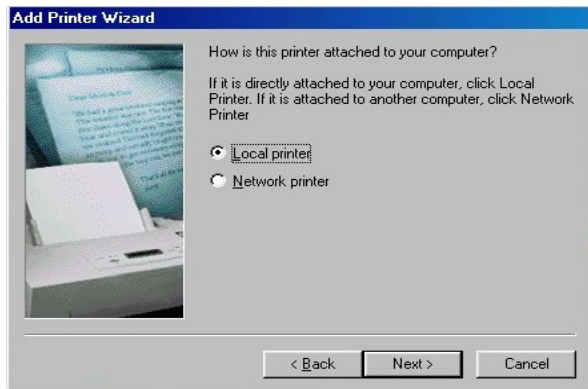 Add Printer Wizard
How is this printer attached to your computer?
If it is directly attached to your computer, click Local
Printer. If it is attached to another computer, click Network
Printer
Local printer
Network printer
< Back
Next >
Cancel